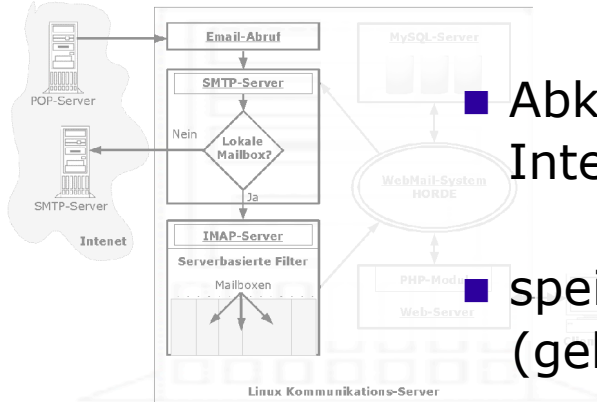 Email-Abruf
MySQL-Server
POP-Server
SMTP-Server
Nein
Lokale
Mailbox?
SMTP-Server
Ja
WebMail-System
HORDE
Intenet
IMAP-Server
Serverbasierte Filter
Mailboxen
PHP-Modul
Web-Server
Linux Kommunikations-Server
■ Abk
Inte
■ spei
(gel